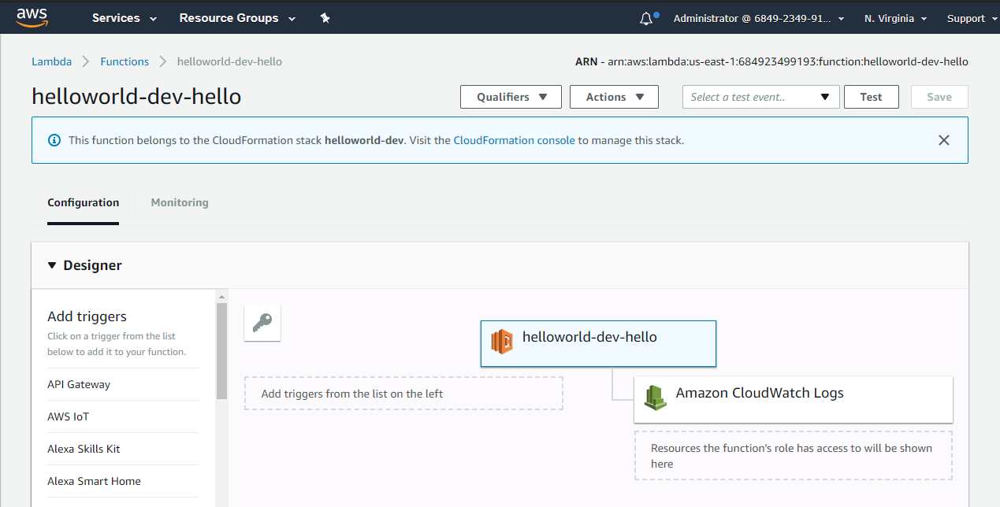 aws Services Resource Groups Administrator @ 6849-2349-91... N. Virginia Support
Lambda Functions helloworld-dev-hello ARN - arn:aws:lambda:us-east-1:684923499193:function:helloworld-dev-hello
helloworld-dev-hello Qualifiers Actions Select a test event.. Test Save
This function belongs to the CloudFormation stack helloworld-dev. Visit the CloudFormation console to manage this stack.
Configuration Monitoring
Designer
Add triggers
Click on a trigger from the list
below to add it to your function.
API Gateway
AWS IoT
Alexa Skills Kit
Alexa Smart Home
helloworld-dev-hello
Add triggers from the list on the left
Amazon CloudWatch Logs
Resources the function's role has access to will be shown
here